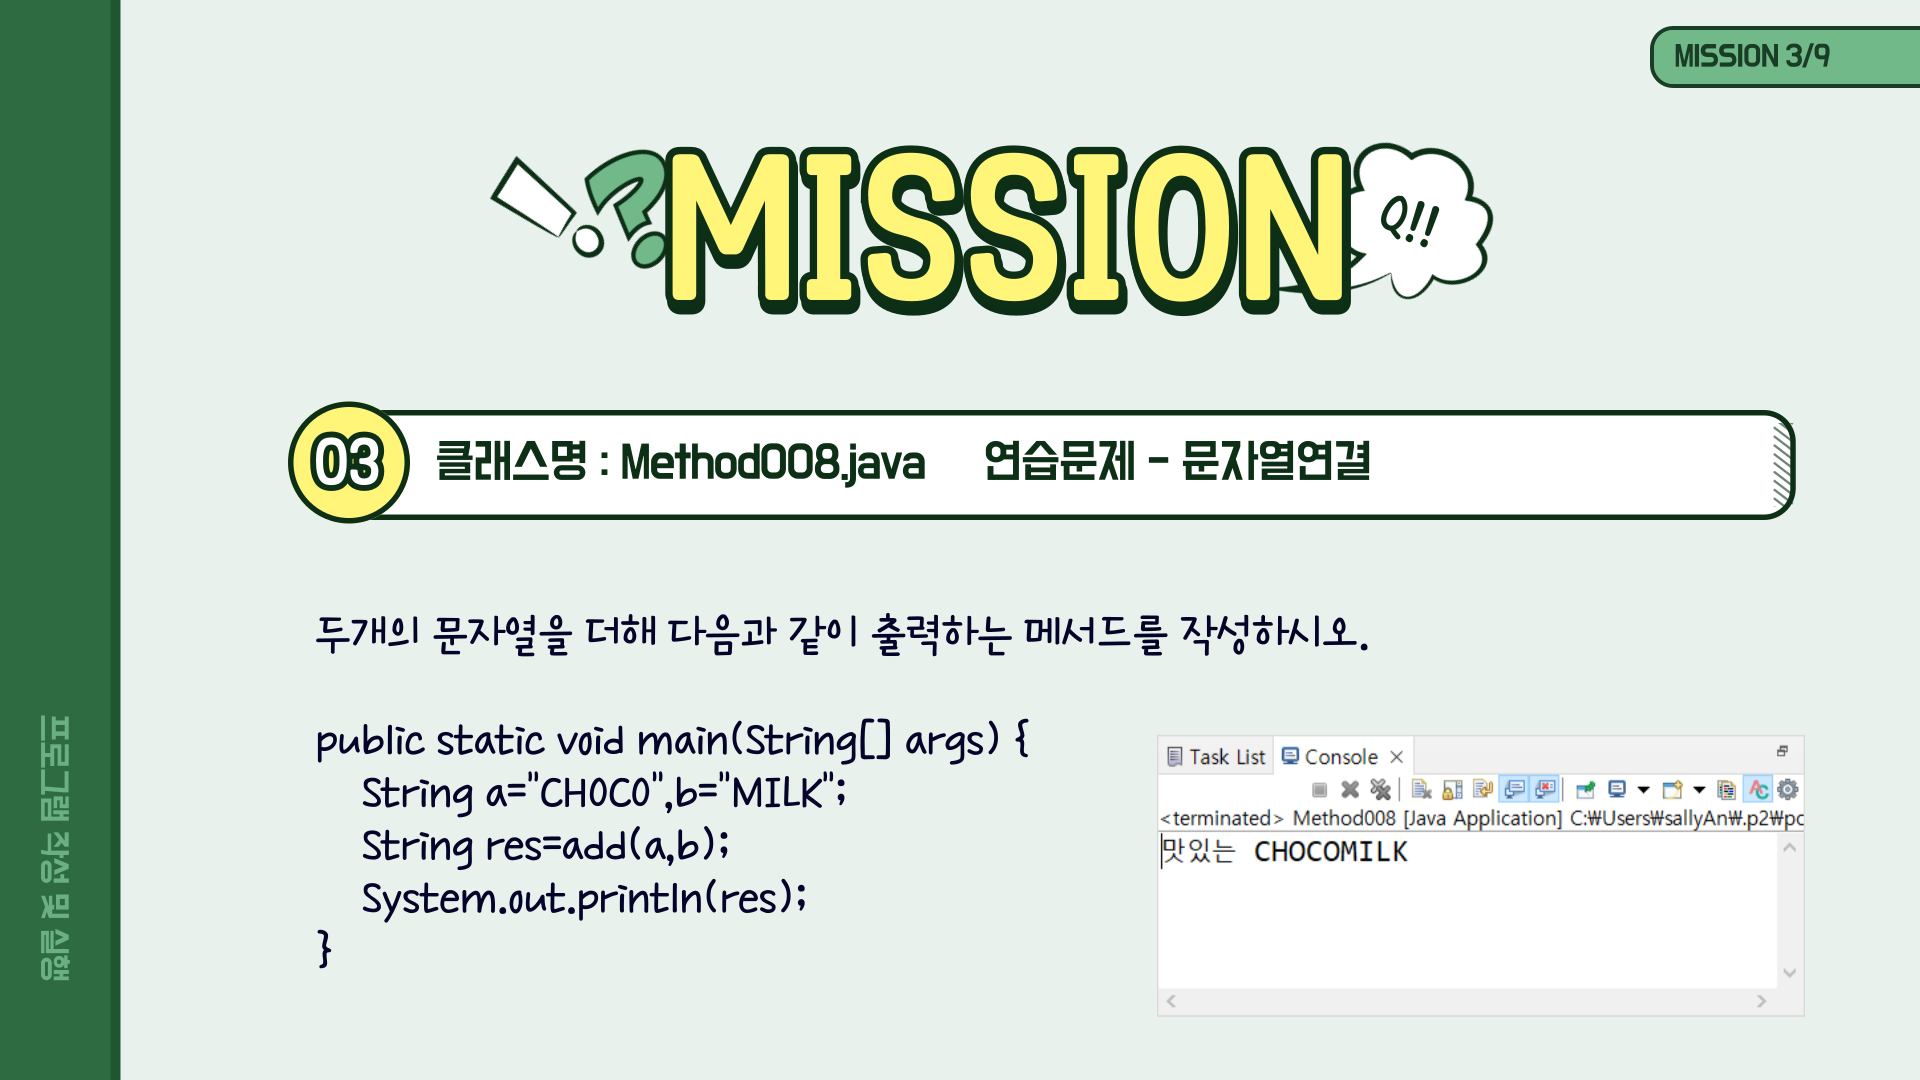 MISSION 3/9
!?MISSION
Q!!
03 클래스명 : Method008.java 연습문제 - 문자열연결
두개의 문자열을 더해 다음과 같이 출력하는 메서드를 작성하시오.
public static void main(String[] args) {
String a="CHOCO",b="MILK";
String res=add(a,b);
System.out.println(res);
}
Task List Console
<terminated> Method008 [Java Application] C:₩Users₩sallyAn₩.p2₩po
맛있는 CHOCOMILK
프로그램 작성 및 실행